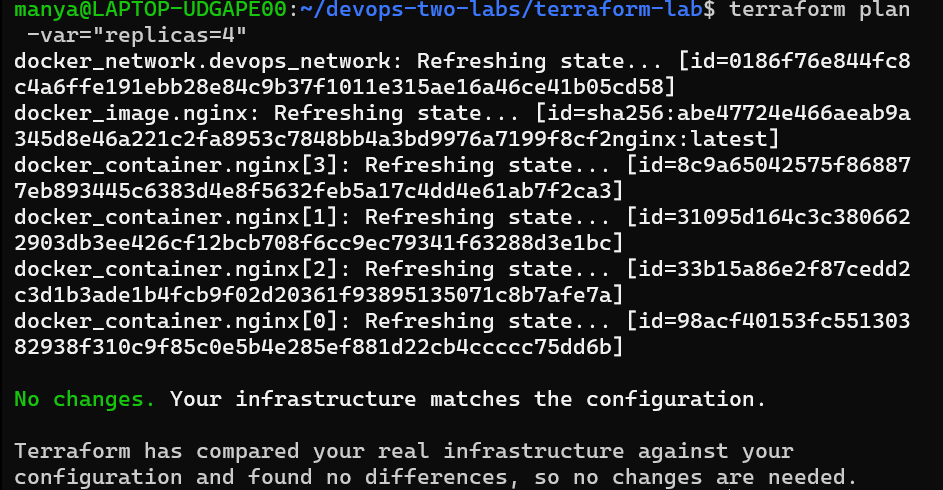 manya@LAPTOP-UDGAPE00:~/devops-two-labs/terraform-lab$ terraform plan
 -var="replicas=4"
docker_network.devops_network: Refreshing state... [id=0186f76e844fc8
c4a6ffe191ebb28e84c9b37f1011e315ae16a46ce41b05cd58]
docker_image.nginx: Refreshing state... [id=sha256:abe47724e466aeab9a
345d8e46a221c2fa8953c7848bb4a3bd9976a7199f8cf2nginx:latest]
docker_container.nginx[3]: Refreshing state... [id=8c9a65042575f86887
7eb893445c6383d4e8f5632feb5a17c4dd4e61ab7f2ca3]
docker_container.nginx[1]: Refreshing state... [id=31095d164c3c380662
2903db3ee426cf12bcb708f6cc9ec79341f63288d3e1bc]
docker_container.nginx[2]: Refreshing state... [id=33b15a86e2f87cedd2
c3d1b3ade1b4fcb9f02d20361f93895135071c8b7afe7a]
docker_container.nginx[0]: Refreshing state... [id=98acf40153fc551303
82938f310c9f85c0e5b4e285ef881d22cb4ccccc75dd6b]
No changes. Your infrastructure matches the configuration.
Terraform has compared your real infrastructure against your
configuration and found no differences, so no changes are needed.